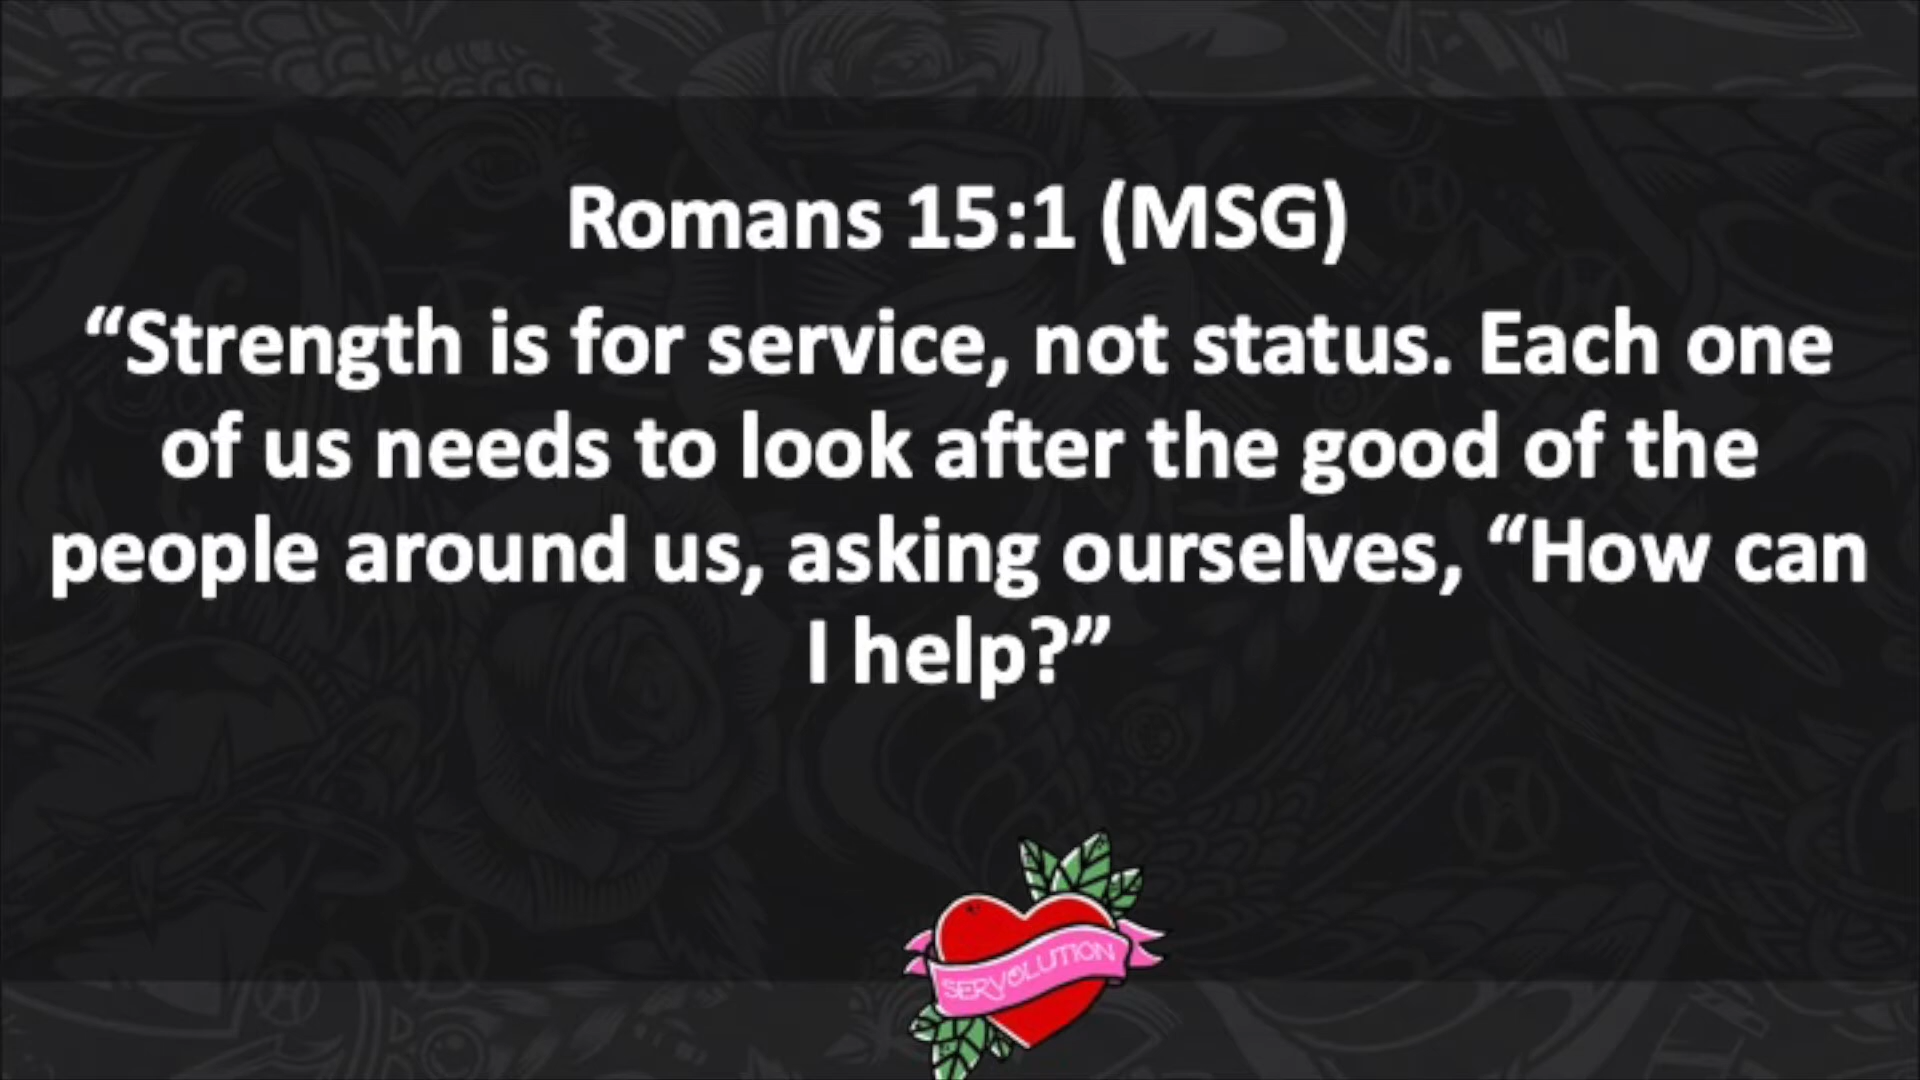 Romans 15:1 (MSG)
“Strength is for service, not status. Each one
of us needs to look after the good of the
people around us, asking ourselves, “How can
I help?”
SERVOLUTION